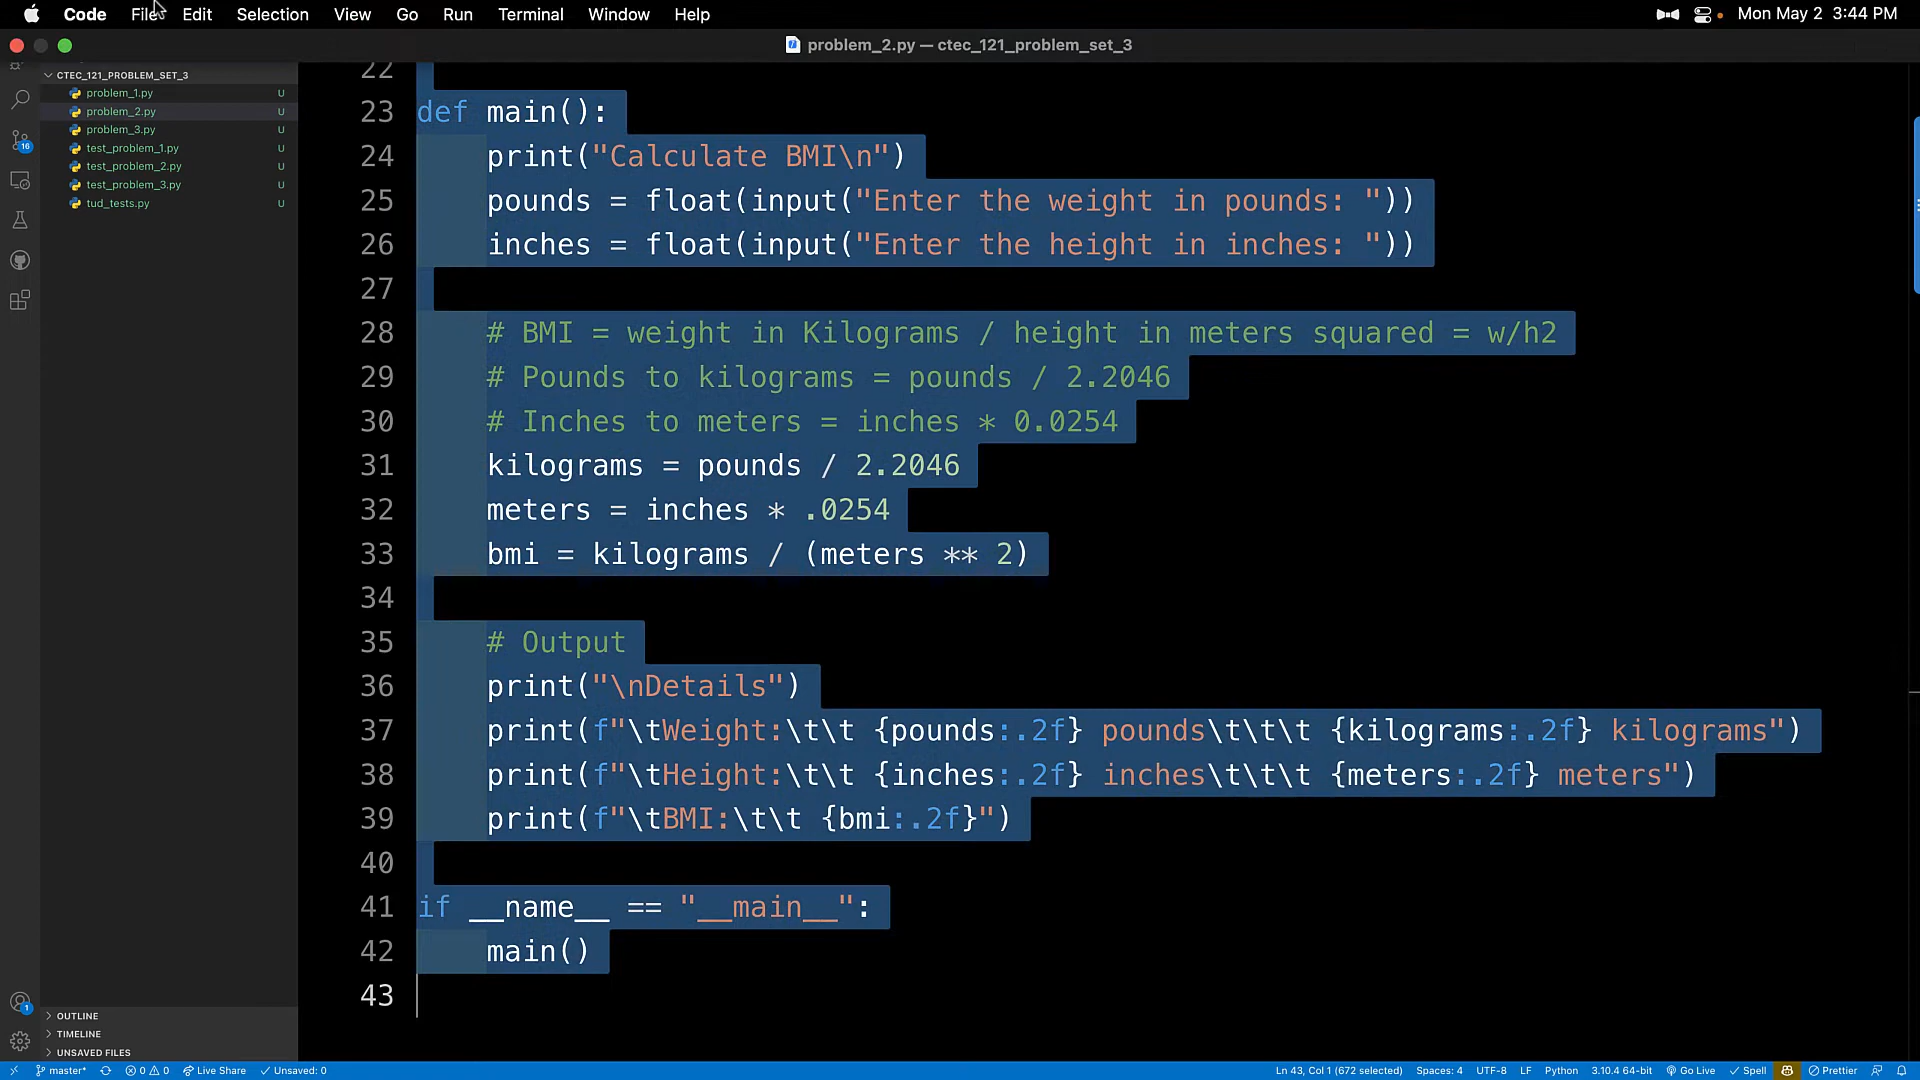 Code File Edit Selection View Go Run Terminal Window Help Mon May 2 3:44 PM
problem_2.py — ctec_121_problem_set_3
CTEC_121_PROBLEM_SET_3
problem_1.py U
problem_2.py U
problem_3.py U
test_problem_1.py U
test_problem_2.py U
test_problem_3.py U
tud_tests.py U
16
1
OUTLINE
TIMELINE
UNSAVED FILES
22
23 def main():
24 print("Calculate BMI\n")
25 pounds = float(input("Enter the weight in pounds: "))
26 inches = float(input("Enter the height in inches: "))
27
28 # BMI = weight in Kilograms / height in meters squared = w/h2
29 # Pounds to kilograms = pounds / 2.2046
30 # Inches to meters = inches * 0.0254
31 kilograms = pounds / 2.2046
32 meters = inches * .0254
33 bmi = kilograms / (meters ** 2)
34
35 # Output
36 print("\nDetails")
37 print(f"\tWeight:\t\t {pounds:.2f} pounds\t\t\t {kilograms:.2f} kilograms")
38 print(f"\tHeight:\t\t {inches:.2f} inches\t\t\t {meters:.2f} meters")
39 print(f"\tBMI:\t\t {bmi:.2f}")
40
41 if __name__ == "__main__":
42 main()
43
master* 0 0 Live Share Unsaved: 0 Ln 43, Col 1 (672 selected) Spaces: 4 UTF-8 LF Python 3.10.4 64-bit Go Live Spell Prettier